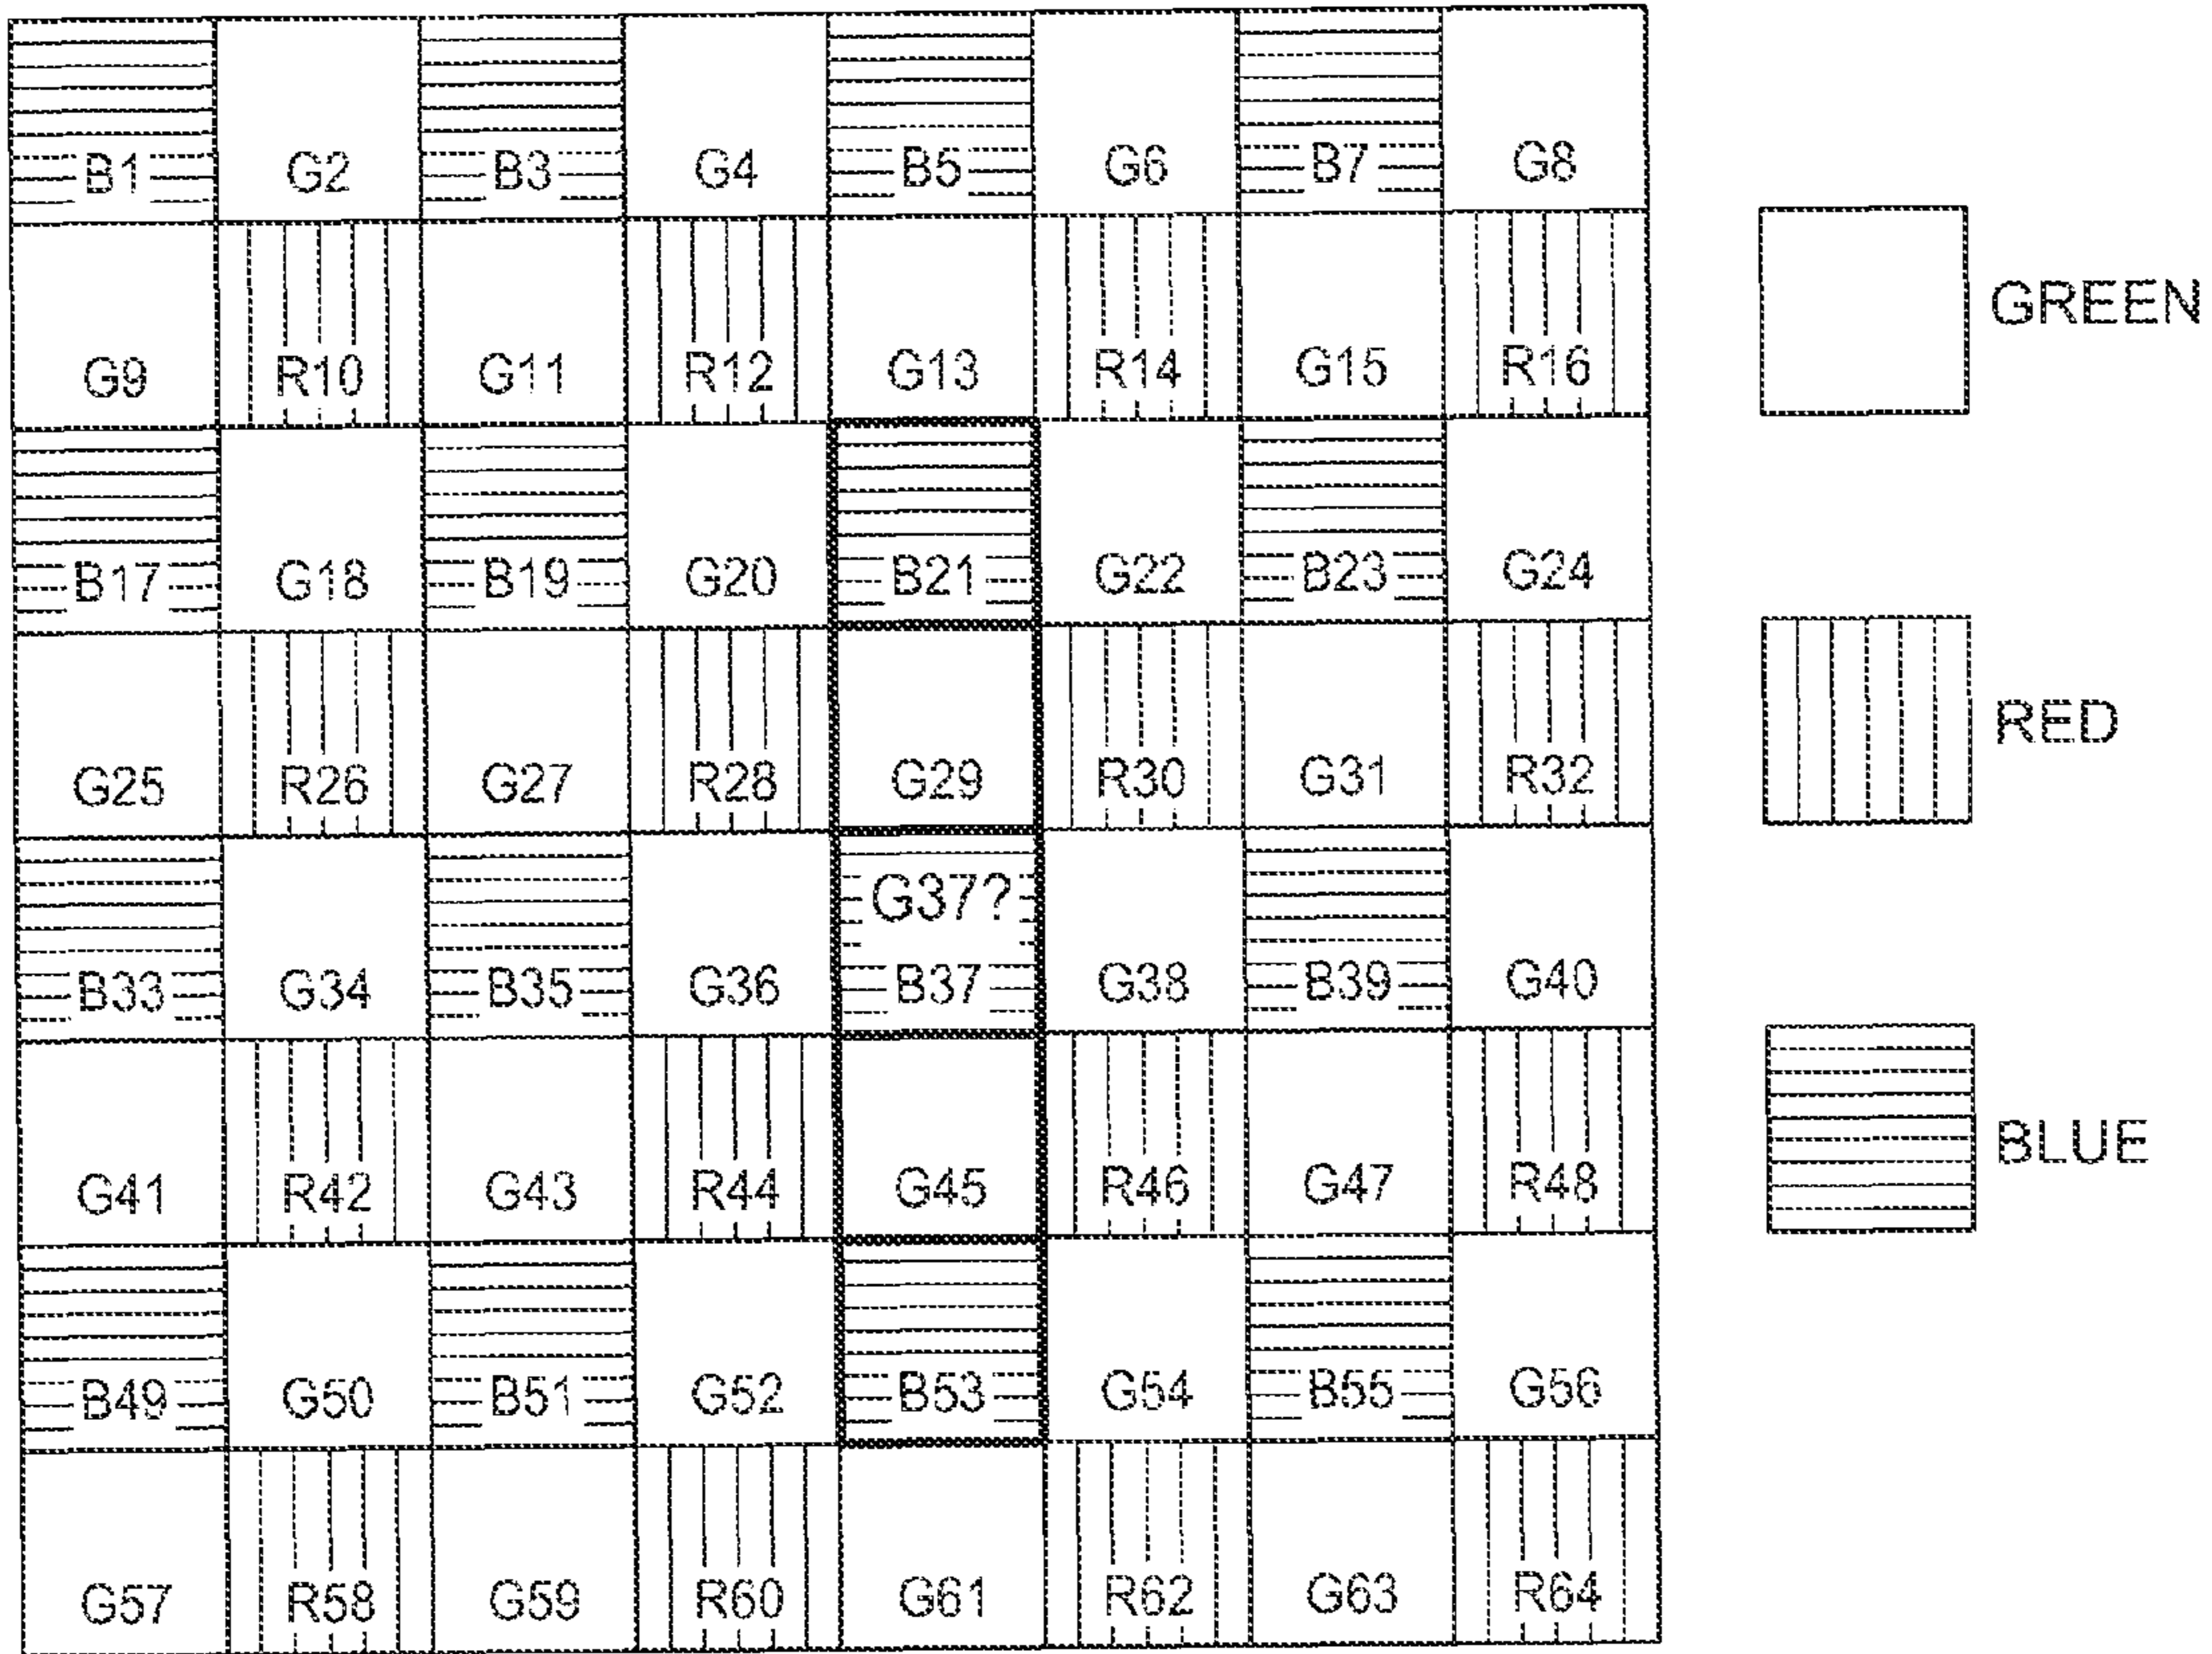 B1 G2 B3 G4 B5 G6 B7 G8
G9 R10 G11 R12 G13 R14 G15 R16
GREEN
B17 G18 B19 G20 B21 G22 B23 G24
G25 R26 G27 R28 G29 R30 G31 R32
RED
G37?
B33 G34 B35 G36 B37 G38 B39 G40
G41 R42 G43 R44 G45 R46 G47 R48
BLUE
B49 G50 B51 G52 B53 G54 B55 G56
G57 R58 G59 R60 G61 R62 G63 R64